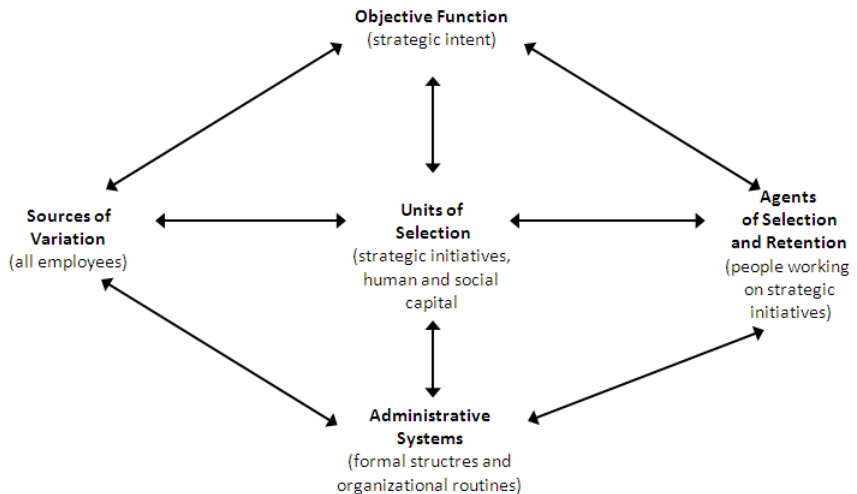 Objective Function
(strategic intent)
Sources of
Variation
(all employees)
Units of
Selection
(strategic initiatives,
human and social
capital
Agents
of Selection
and Retention
(people working
on strategic
initiatives)
Administrative
Systems
(formal structres and
organizational routines)